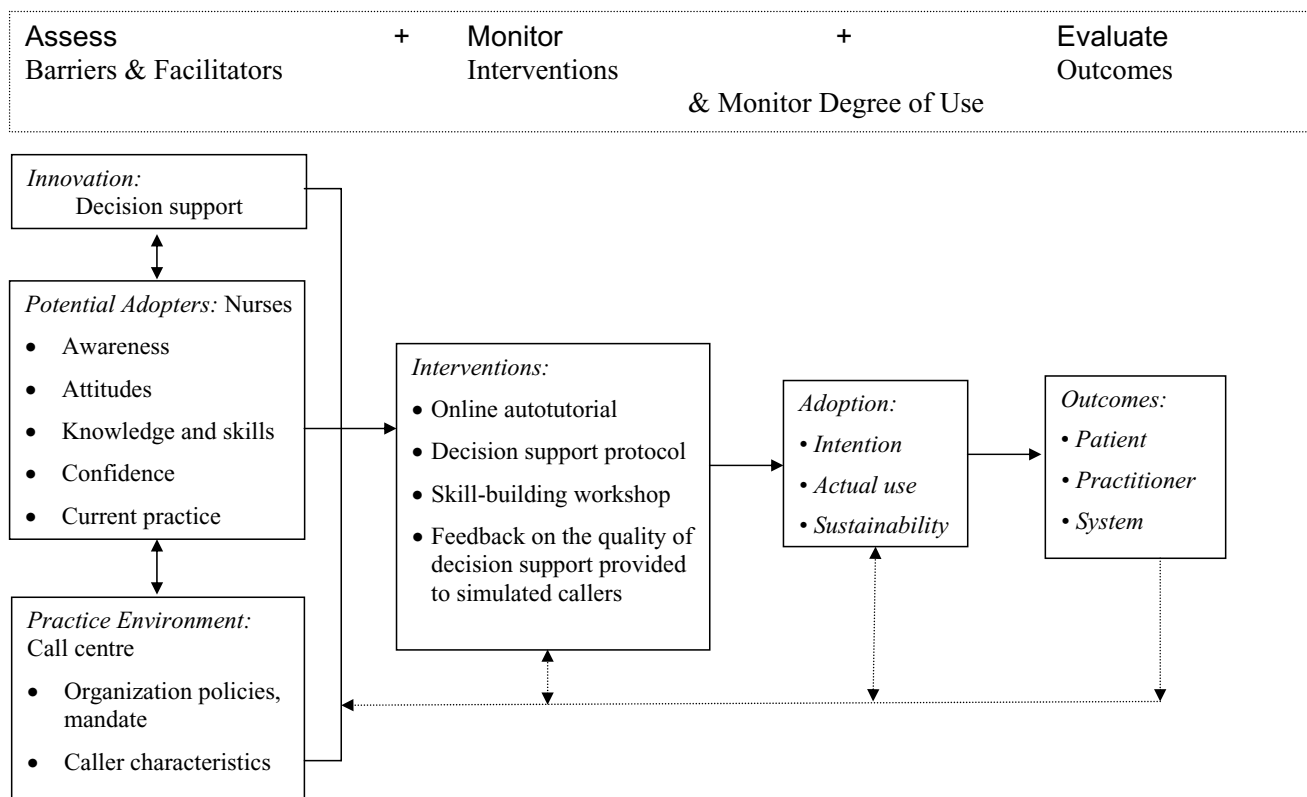 Assess + Monitor + Evaluate
Barriers & Facilitators Interventions Outcomes
& Monitor Degree of Use
Innovation:
Decision support
Potential Adopters: Nurses
• Awareness
• Attitudes
• Knowledge and skills
• Confidence
• Current practice
Practice Environment:
Call centre
• Organization policies,
mandate
• Caller characteristics
Interventions:
• Online autotutorial
• Decision support protocol
• Skill-building workshop
• Feedback on the quality of
decision support provided
to simulated callers
Adoption:
• Intention
• Actual use
• Sustainability
Outcomes:
• Patient
• Practitioner
• System